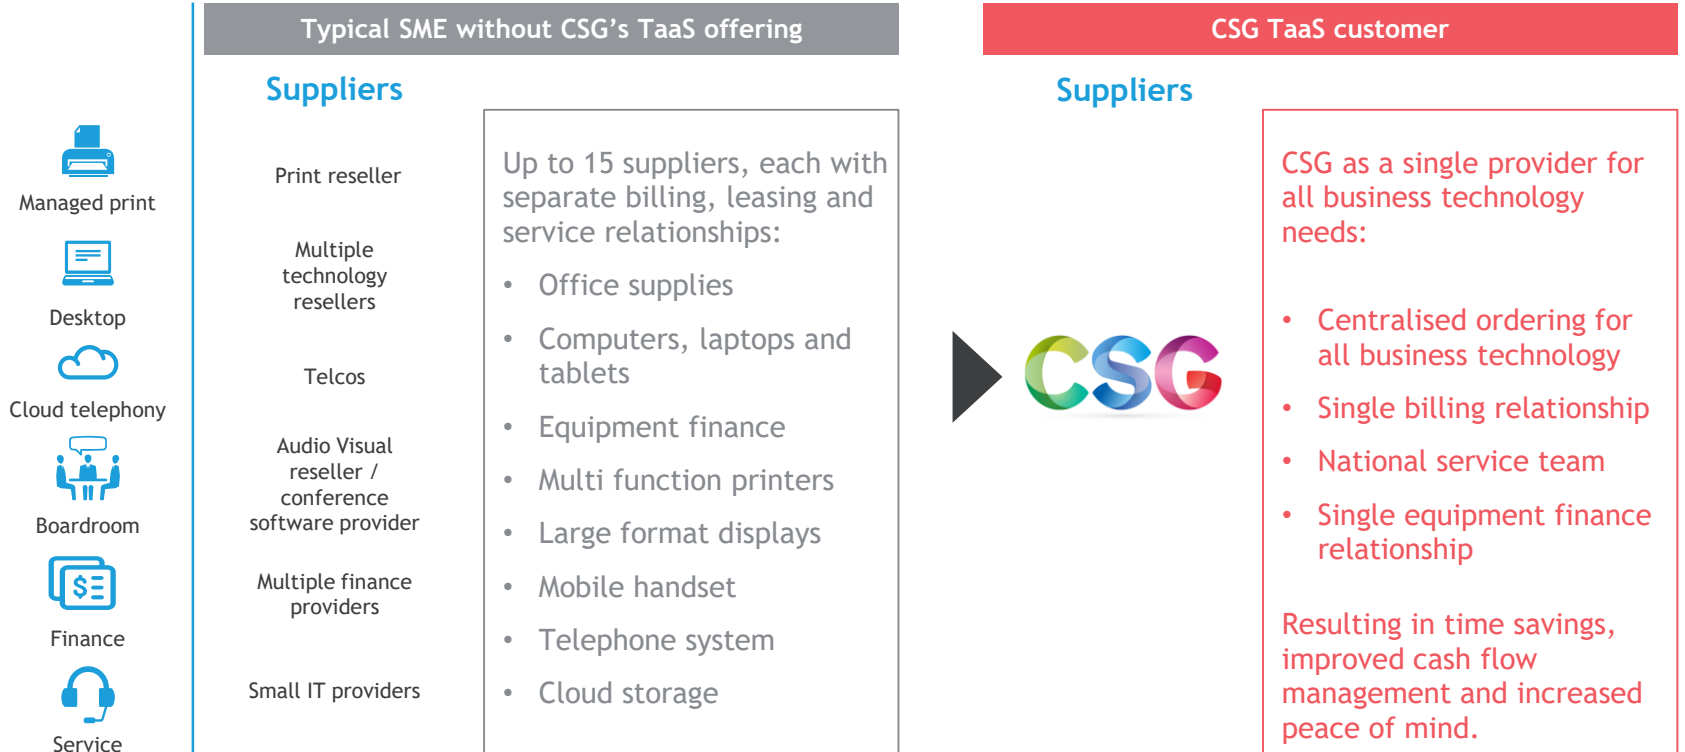 Typical SME without CSG’s TaaS offering
CSG TaaS customer
Suppliers
Suppliers
Managed print
Desktop
Cloud telephony
Boardroom
Finance
Service
Print reseller
Multiple
technology
resellers
Telcos
Audio Visual
reseller /
conference
software provider
Multiple finance
providers
Small IT providers
Up to 15 suppliers, each with
separate billing, leasing and
service relationships:
• Office supplies
• Computers, laptops and
tablets
• Equipment finance
• Multi function printers
• Large format displays
• Mobile handset
• Telephone system
• Cloud storage
CSG
CSG as a single provider for
all business technology
needs:
• Centralised ordering for
all business technology
• Single billing relationship
• National service team
• Single equipment finance
relationship
Resulting in time savings,
improved cash flow
management and increased
peace of mind.